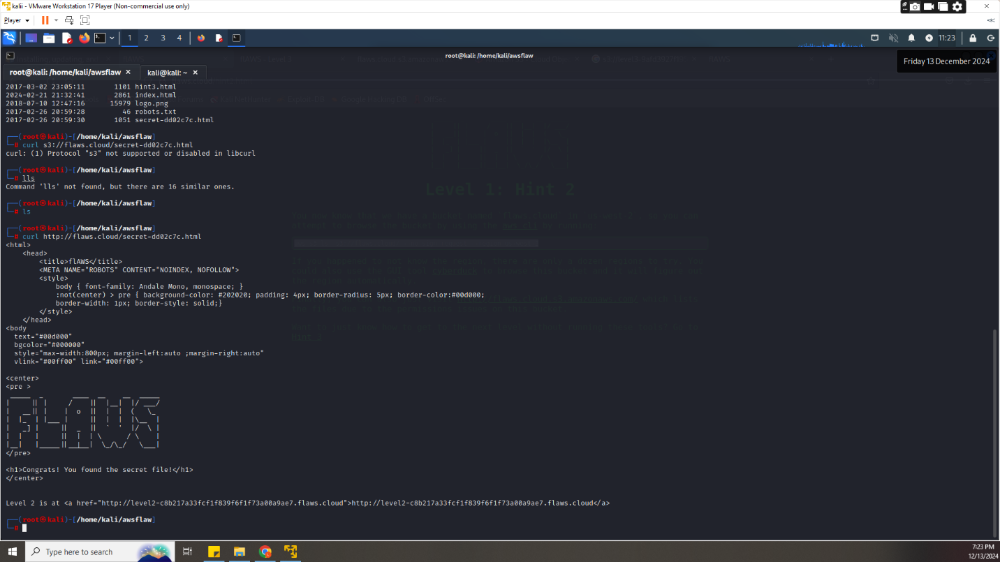 kalii - VMware Workstation 17 Player (Non-commercial use only)
Player
1 2 3 4
11:23
root@kali: /home/kali/awsflaw
Friday 13 December 2024
root@kali: /home/kali/awsflaw × kali@kali: ~ ×
2017-03-02 23:05:11       1101 hint3.html
2024-02-21 21:32:41       2861 index.html
2018-07-10 12:47:16      15979 logo.png
2017-02-26 20:59:28         46 robots.txt
2017-02-26 20:59:30       1051 secret-dd02c7c.html
┌──(root㉿kali)-[/home/kali/awsflaw]
└─# curl s3://flaws.cloud/secret-dd02c7c.html
curl: (1) Protocol "s3" not supported or disabled in libcurl
┌──(root㉿kali)-[/home/kali/awsflaw]
└─# lls
Command 'lls' not found, but there are 16 similar ones.
┌──(root㉿kali)-[/home/kali/awsflaw]
└─# ls
┌──(root㉿kali)-[/home/kali/awsflaw]
└─# curl http://flaws.cloud/secret-dd02c7c.html
<html>
    <head>
        <title>flAWS</title>
        <META NAME="ROBOTS" CONTENT="NOINDEX, NOFOLLOW">
        <style>
            body { font-family: Andale Mono, monospace; }
            :not(center) > pre { background-color: #202020; padding: 4px; border-radius: 5px; border-color:#00d000;
            border-width: 1px; border-style: solid;}
        </style>
    </head>
<body
  text="#00d000"
  bgcolor="#000000"
  style="max-width:800px; margin-left:auto ;margin-right:auto"
  vlink="#00ff00" link="#00ff00">
<center>
<pre >
FLAWS
</pre>
<h1>Congrats! You found the secret file!</h1>
</center>
Level 2 is at <a href="http://level2-c8b217a33fcf1f839f6f1f73a00a9ae7.flaws.cloud">http://level2-c8b217a33fcf1f839f6f1f73a00a9ae7.flaws.cloud</a>
┌──(root㉿kali)-[/home/kali/awsflaw]
└─#
Level 1: Hint 2
Type here to search
7:23 PM
12/13/2024